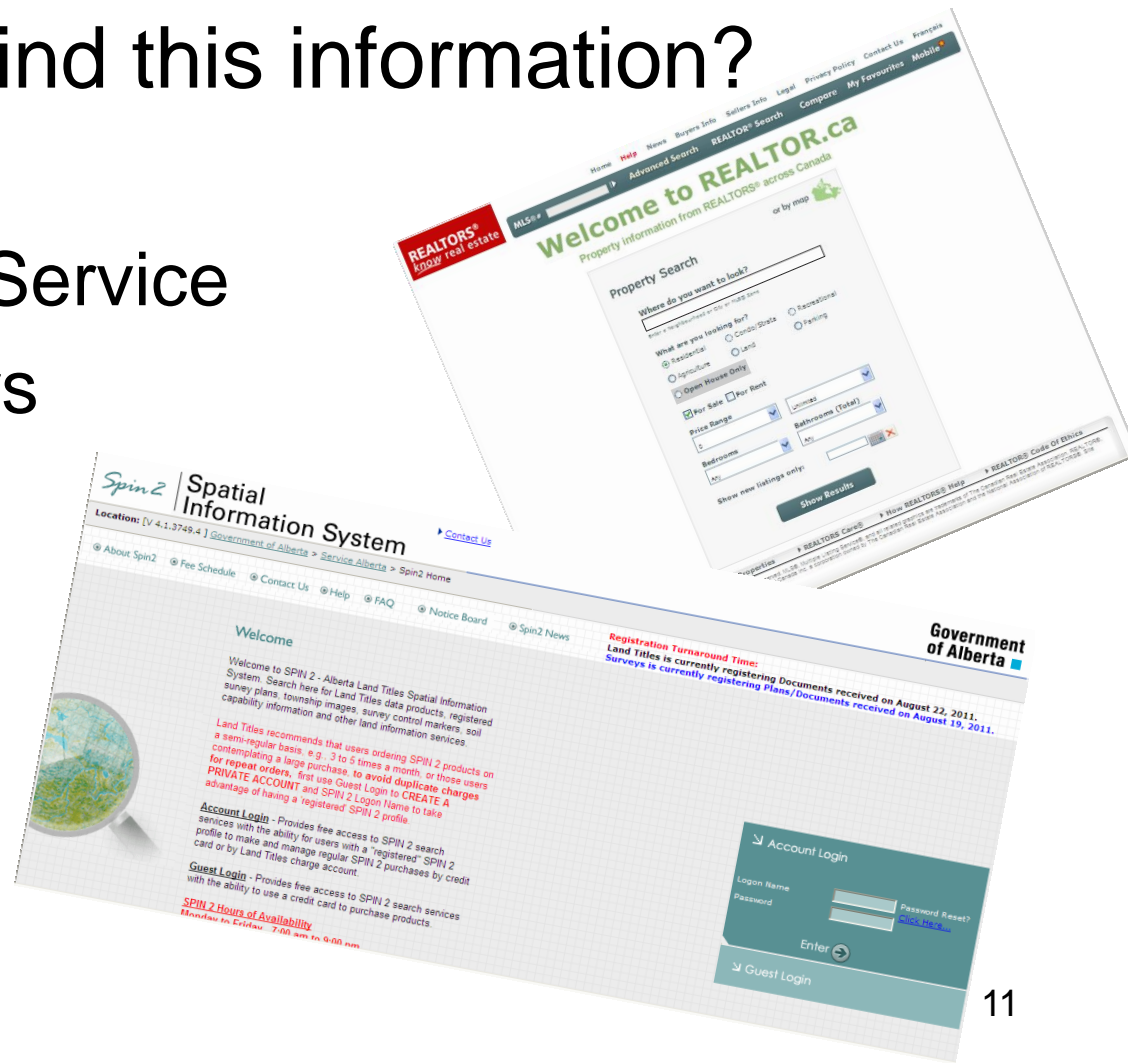 ind this information?
Service
ys
Home Help News Buyers Info Sellers Info Legal Privacy Policy Contact Us Français
MLS®# Advanced Search REALTOR® Search Compare My Favourites Mobile
REALTORS®
know real estate
Welcome to REALTOR.ca
Property information from REALTORS® across Canada
or by map
Property Search
Where do you want to look?
What are you looking for?
Residential Condo/Strata Recreational
Agriculture Land Parking
Open House Only
For Sale For Rent
Price Range
0 Unlimited
Bedrooms Bathrooms (Total)
Any Any
Show new listings only:
Show Results
Properties REALTORS Care® How REALTORS® Help REALTOR® Code Of Ethics
Spin2 Spatial
Information System
Contact Us
Location: [V 4.1.3749.4 ] Government of Alberta > Service Alberta > Spin2 Home
About Spin2 Fee Schedule Contact Us Help FAQ Notice Board Spin2 News
Government
of Alberta
Registration Turnaround Time:
Land Titles is currently registering Documents received on August 22, 2011.
Surveys is currently registering Plans/Documents received on August 19, 2011.
Welcome
Welcome to SPIN 2 - Alberta Land Titles Spatial Information
System. Search here for Land Titles data products, registered
survey plans, township images, survey control markers, soil
capability information and other land information services.
Land Titles recommends that users ordering SPIN 2 products on
a semi-regular basis, e.g., 3 to 5 times a month, or those users
contemplating a large purchase, to avoid duplicate charges
for repeat orders, first use Guest Login to CREATE A
PRIVATE ACCOUNT and SPIN 2 Logon Name to take
advantage of having a 'registered' SPIN 2 profile.
Account Login - Provides free access to SPIN 2 search
services with the ability for users with a "registered" SPIN 2
profile to make and manage regular SPIN 2 purchases by credit
card or by Land Titles charge account.
Guest Login - Provides free access to SPIN 2 search services
with the ability to use a credit card to purchase products.
SPIN 2 Hours of Availability
Monday to Friday 7:00 am to 9:00 pm
Account Login
Logon Name
Password Password Reset?
Click Here...
Enter
Guest Login
11